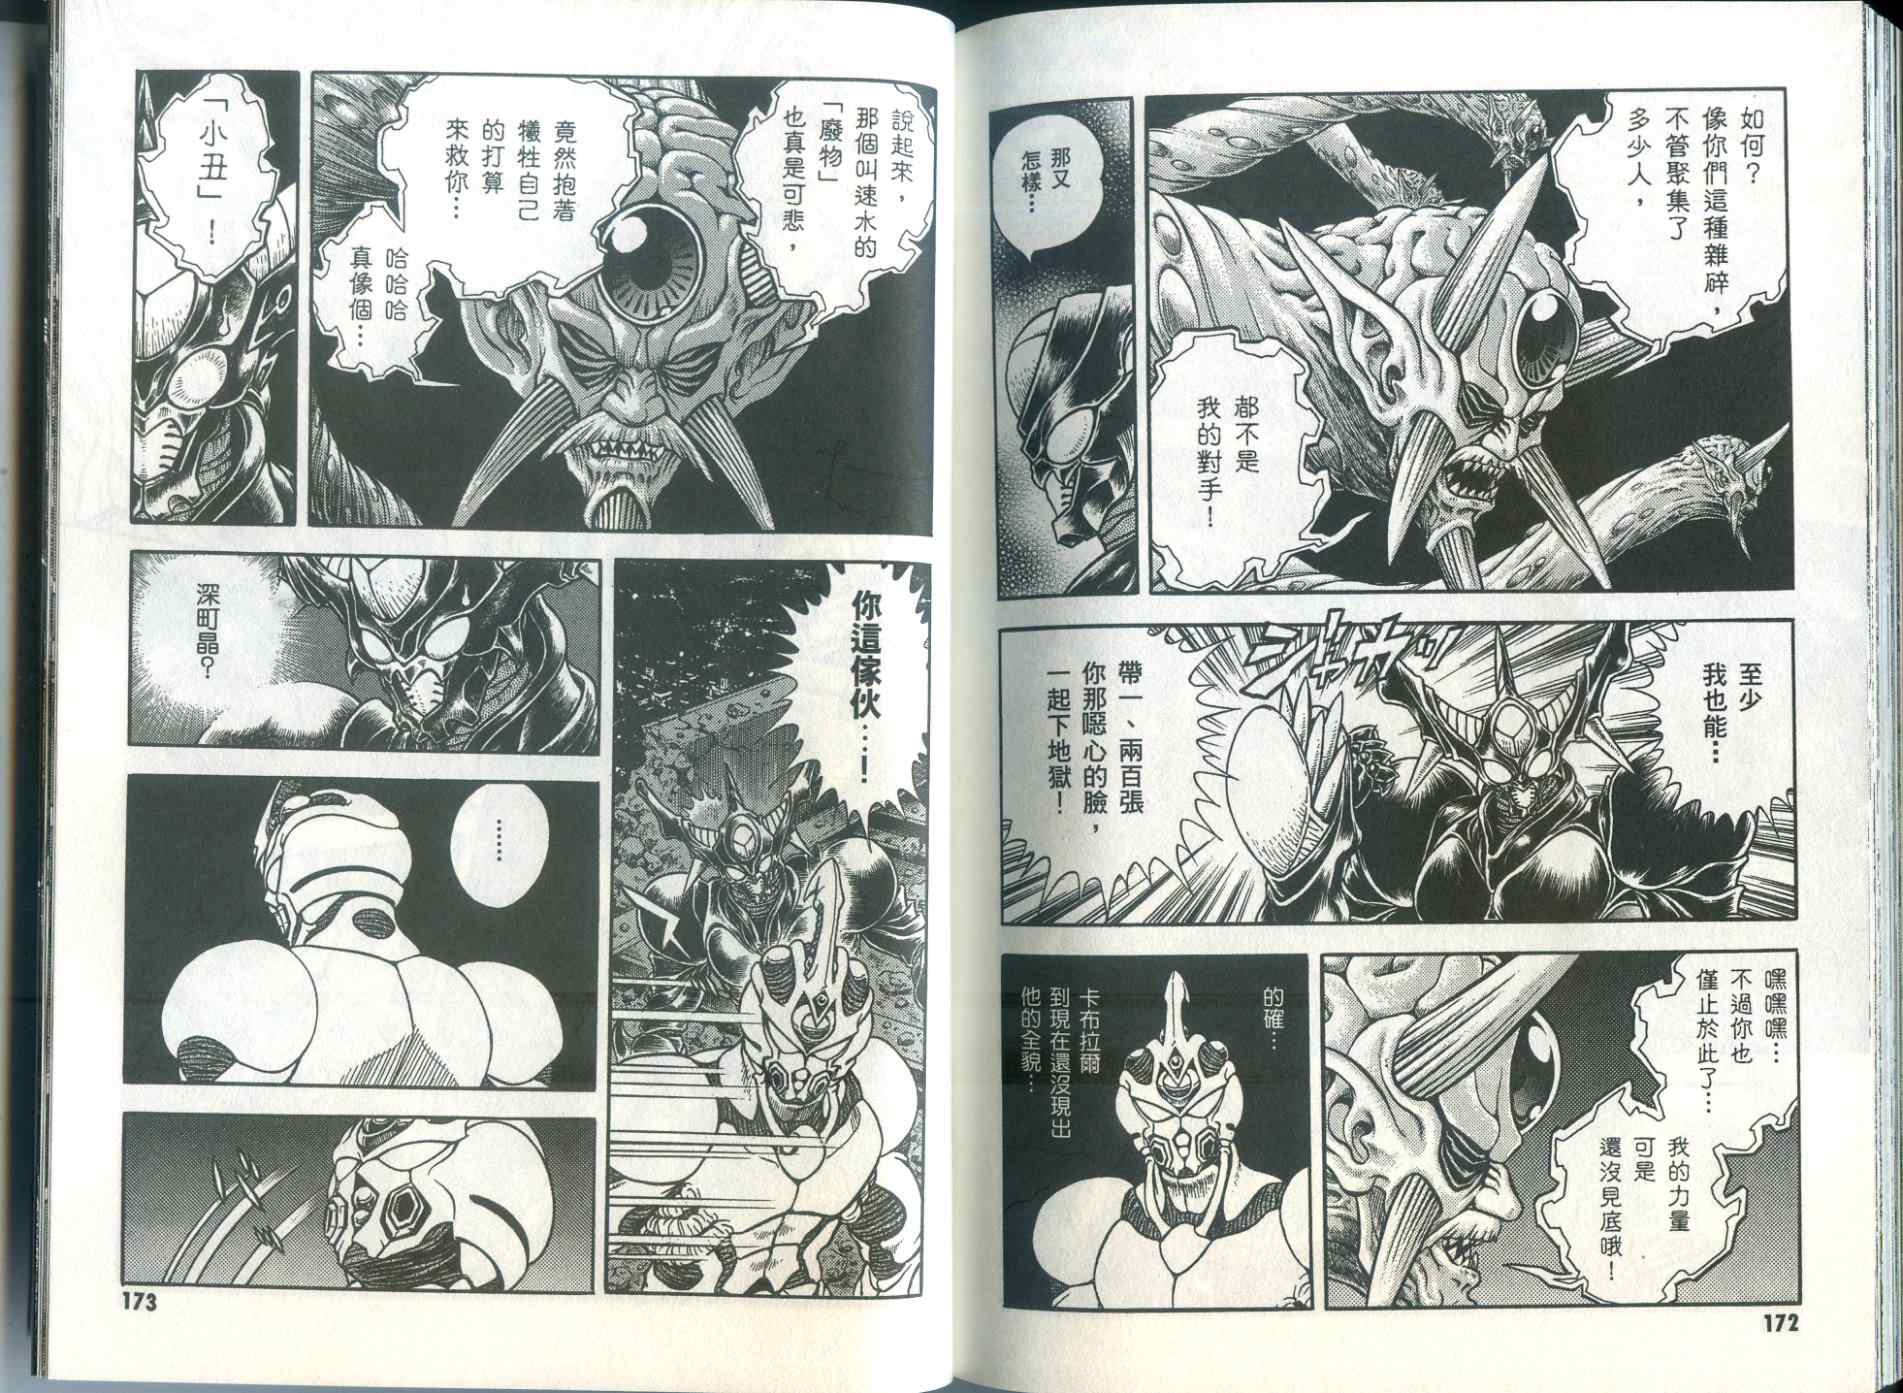 如何？
像你們這種雜碎，
不管聚集了
多少人，
都不是
我的對手！
那又
怎樣…
至少
我也能…
ジャカッ
帶一、兩百張
你那噁心的臉，
一起下地獄！
嘿嘿嘿…
不過你也
僅止於此了…
我的力量
可是
還沒見底哦！
的確…
卡布拉爾
到現在還沒現出
他的全貌…
172
說起來，
那個叫速水的
「廢物」
也真是可悲，
竟然抱著
犧牲自己
的打算
來救你…
哈哈哈
真像個…
「小丑」！
你這傢伙…！
深町晶？
……
173